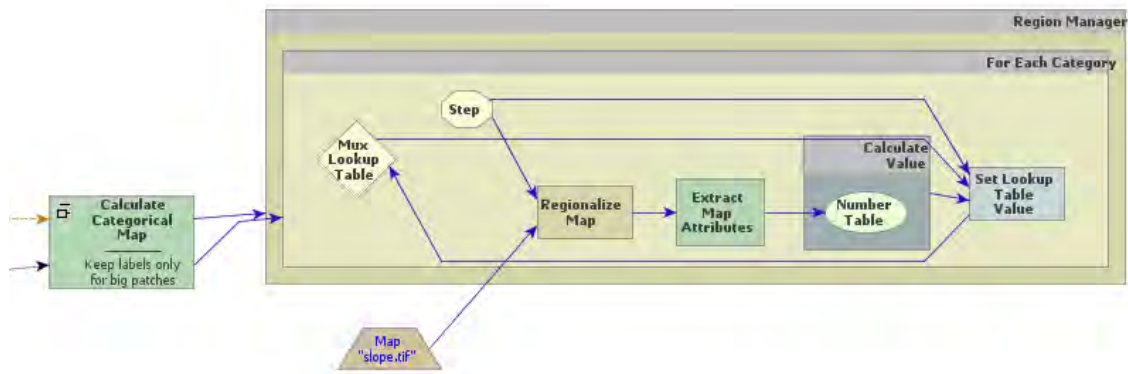 Region Manager
For Each Category
Step
Mux
Lookup
Table
Calculate
Value
Set Lookup
Table
Value
Calculate
Categorical
Map
Keep labels only
for big patches
Regionalize
Map
Extract
Map
Attributes
Number
Table
Map
"slope.tif"